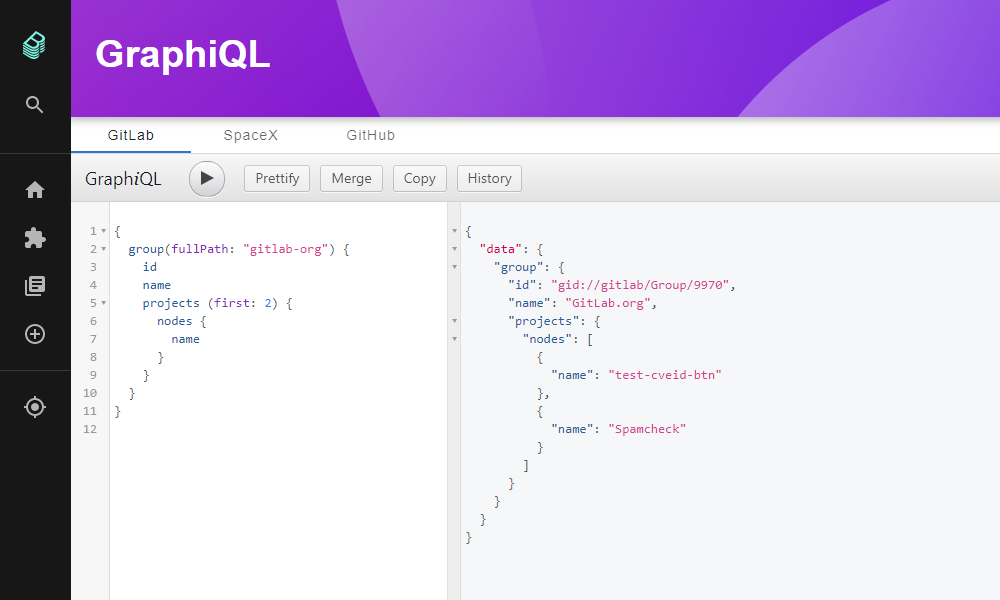 GraphiQL
GitLab SpaceX GitHub
GraphiQL Prettify Merge Copy History
1 {
2 group(fullPath: "gitlab-org") {
3 id
4 name
5 projects (first: 2) {
6 nodes {
7 name
8 }
9 }
10 }
11 }
12
{
"data": {
"group": {
"id": "gid://gitlab/Group/9970",
"name": "GitLab.org",
"projects": {
"nodes": [
{
"name": "test-cveid-btn"
},
{
"name": "Spamcheck"
}
]
}
}
}
}